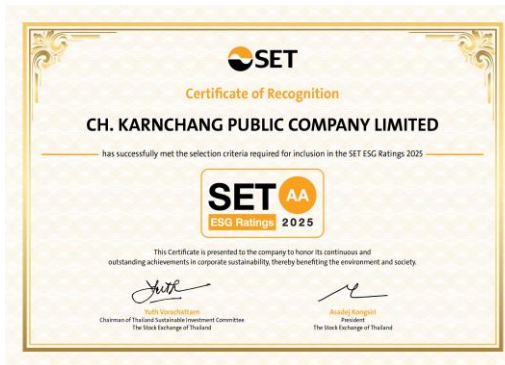 SET
Certificate of Recognition
CH. KARNCHANG PUBLIC COMPANY LIMITED
has successfully met the selection criteria required for inclusion in the SET ESG Ratings 2025
SET AA
ESG Ratings 2025
This Certificate is presented to the company to honor its continuous and
outstanding achievements in corporate sustainability, thereby benefiting the environment and society.
Yuth Worachattarn Asadej Kongsiri
Chairman of Thailand Sustainable Investment Committee President
The Stock Exchange of Thailand The Stock Exchange of Thailand